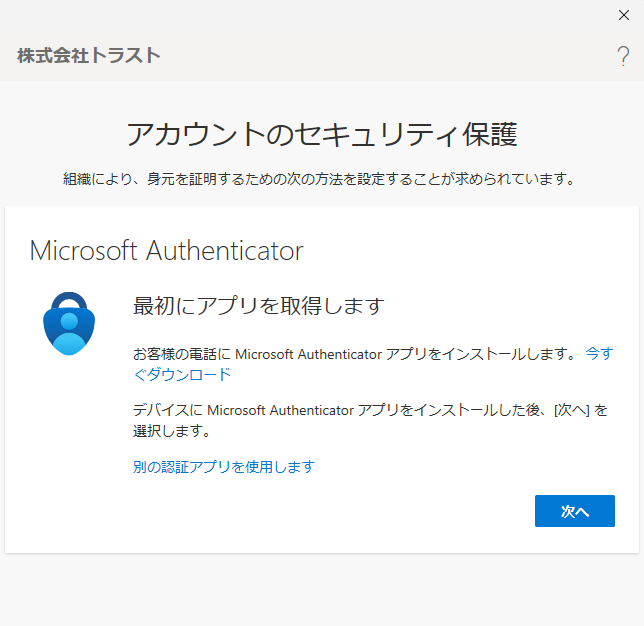 株式会社トラスト
?
アカウントのセキュリティ保護
組織により、身元を証明するための次の方法を設定することが求められています。
Microsoft Authenticator
最初にアプリを取得します
お客様の電話に Microsoft Authenticator アプリをインストールします。 今す
ぐダウンロード
デバイスに Microsoft Authenticator アプリをインストールした後、[次へ] を
選択します。
別の認証アプリを使用します
次へ